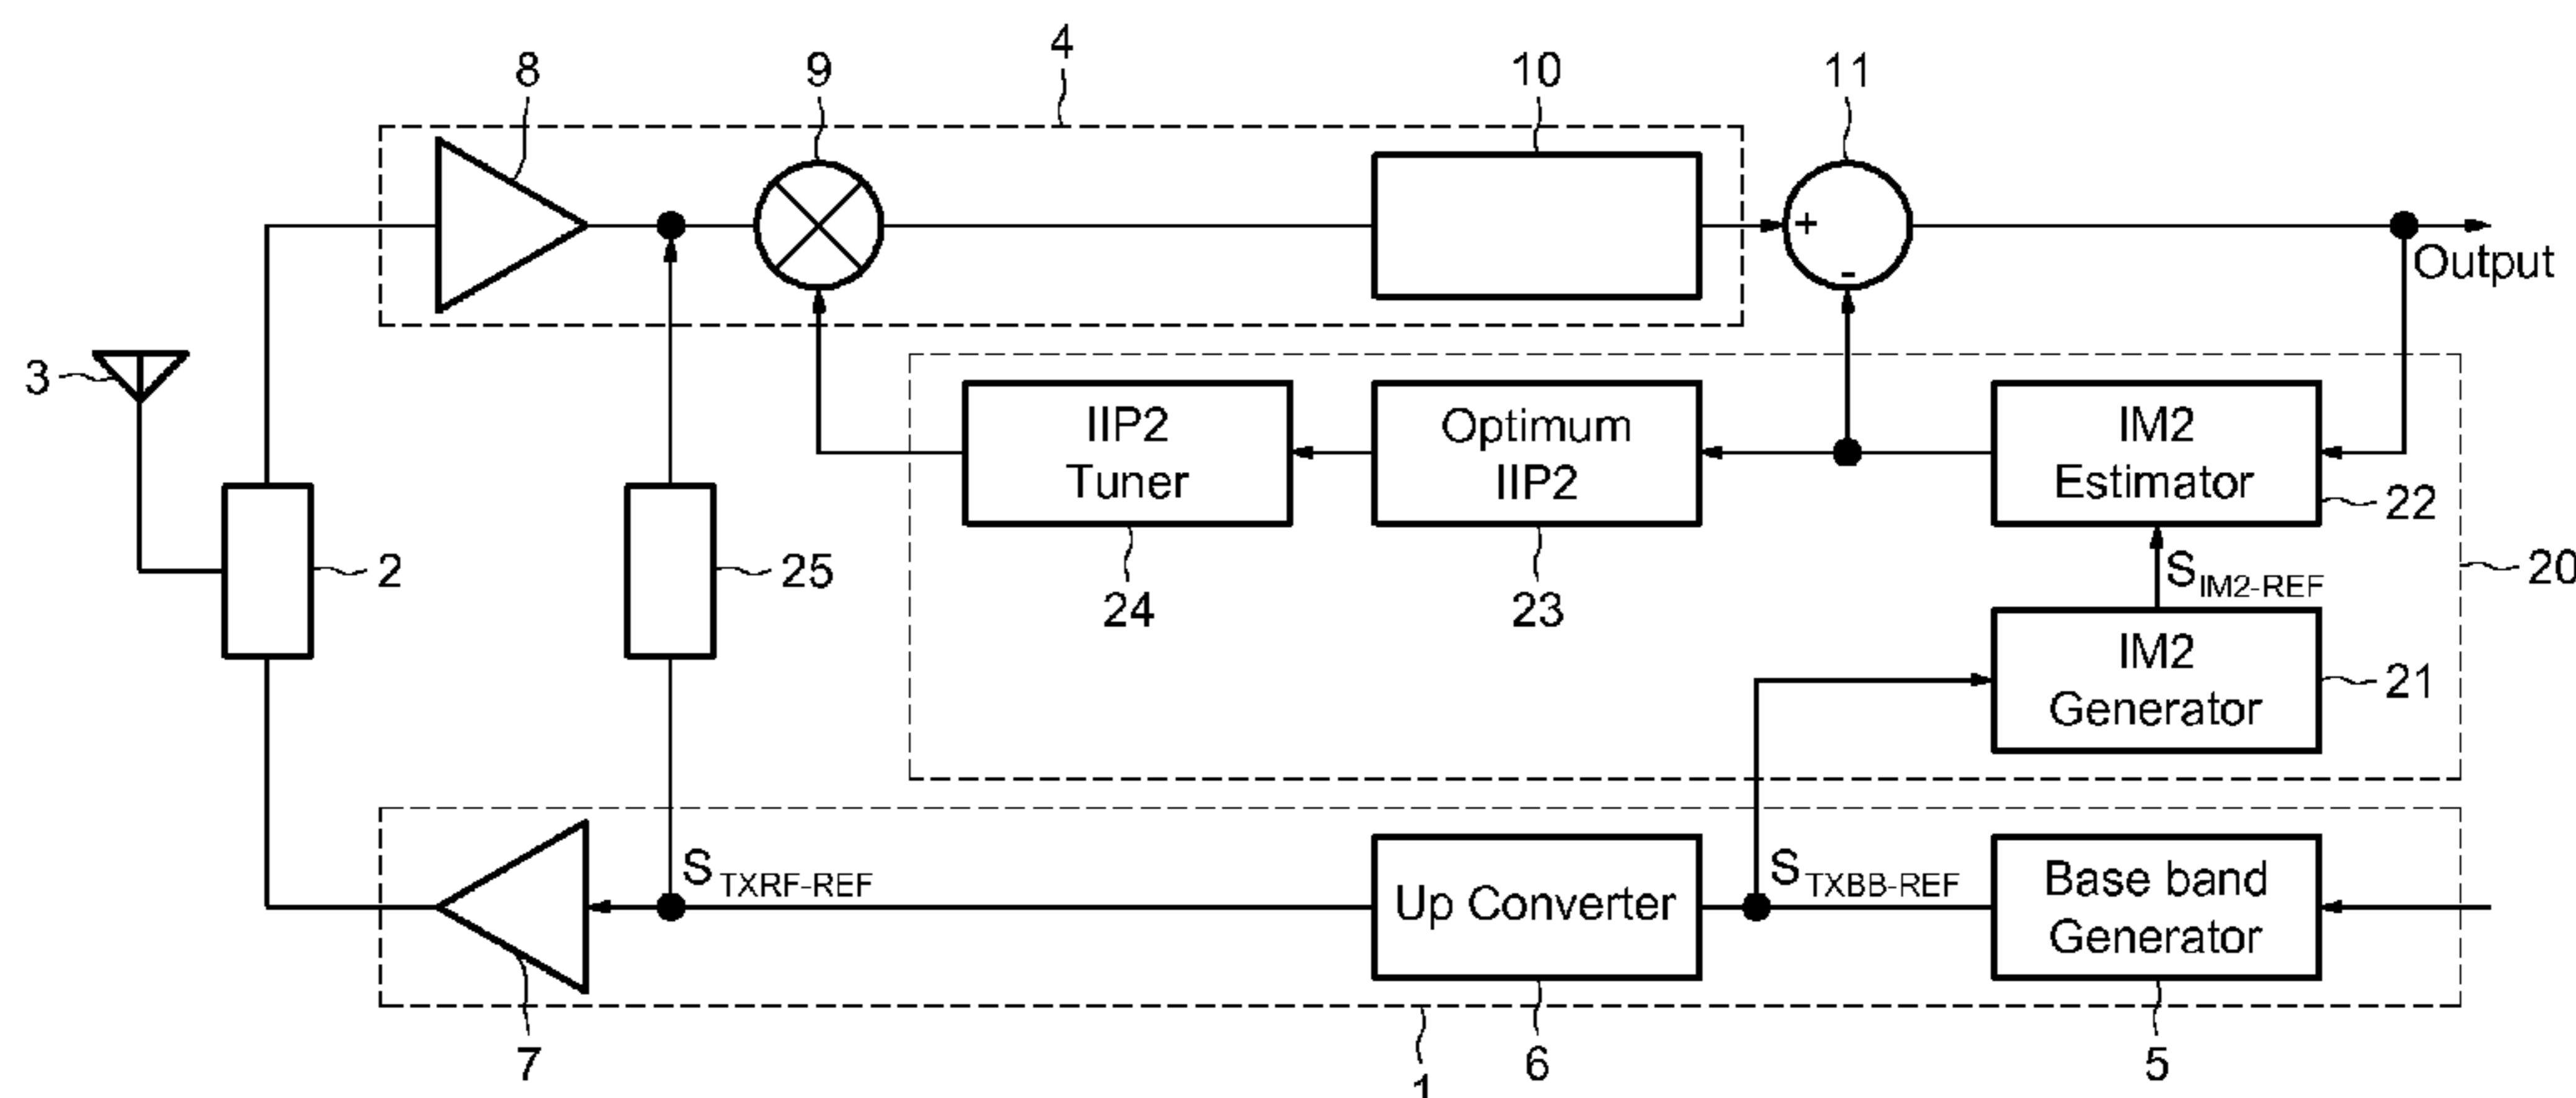 4
8
9
10
11
+
-
Output
3
IIP2
Tuner
Optimum
IIP2
IM2
Estimator
22
2
25
24
23
S IM2-REF
20
IM2
Generator
21
S TXRF-REF
Up Converter
S TXBB-REF
Base band
Generator
7
6
5
1